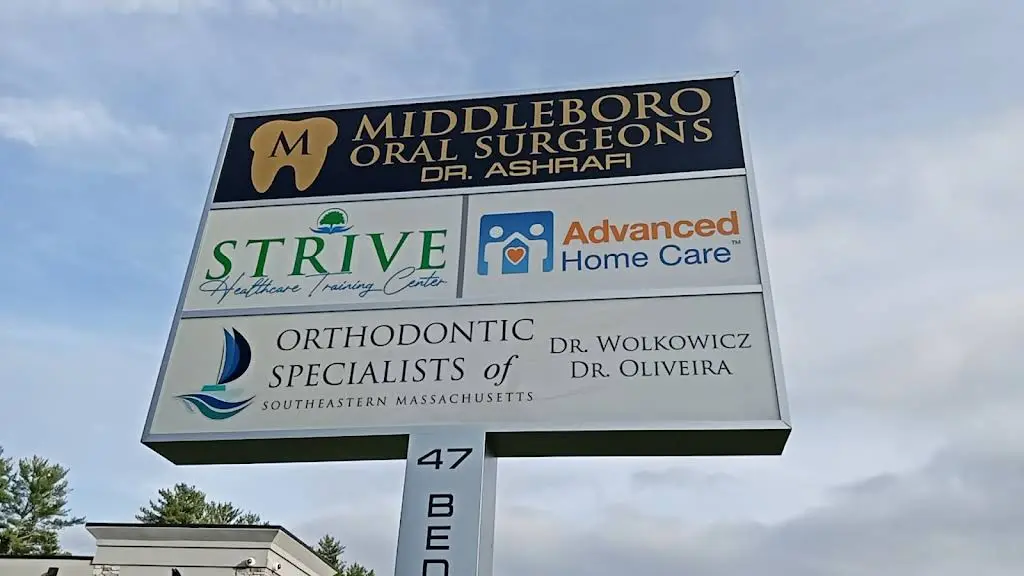 M
MIDDLEBORO
ORAL SURGEONS
DR. ASHRAFI
STRIVE
Healthcare Training Center
Advanced
Home Care™
ORTHODONTIC
SPECIALISTS of
SOUTHEASTERN MASSACHUSETTS
DR. WOLKOWICZ
DR. OLIVEIRA
47
BED